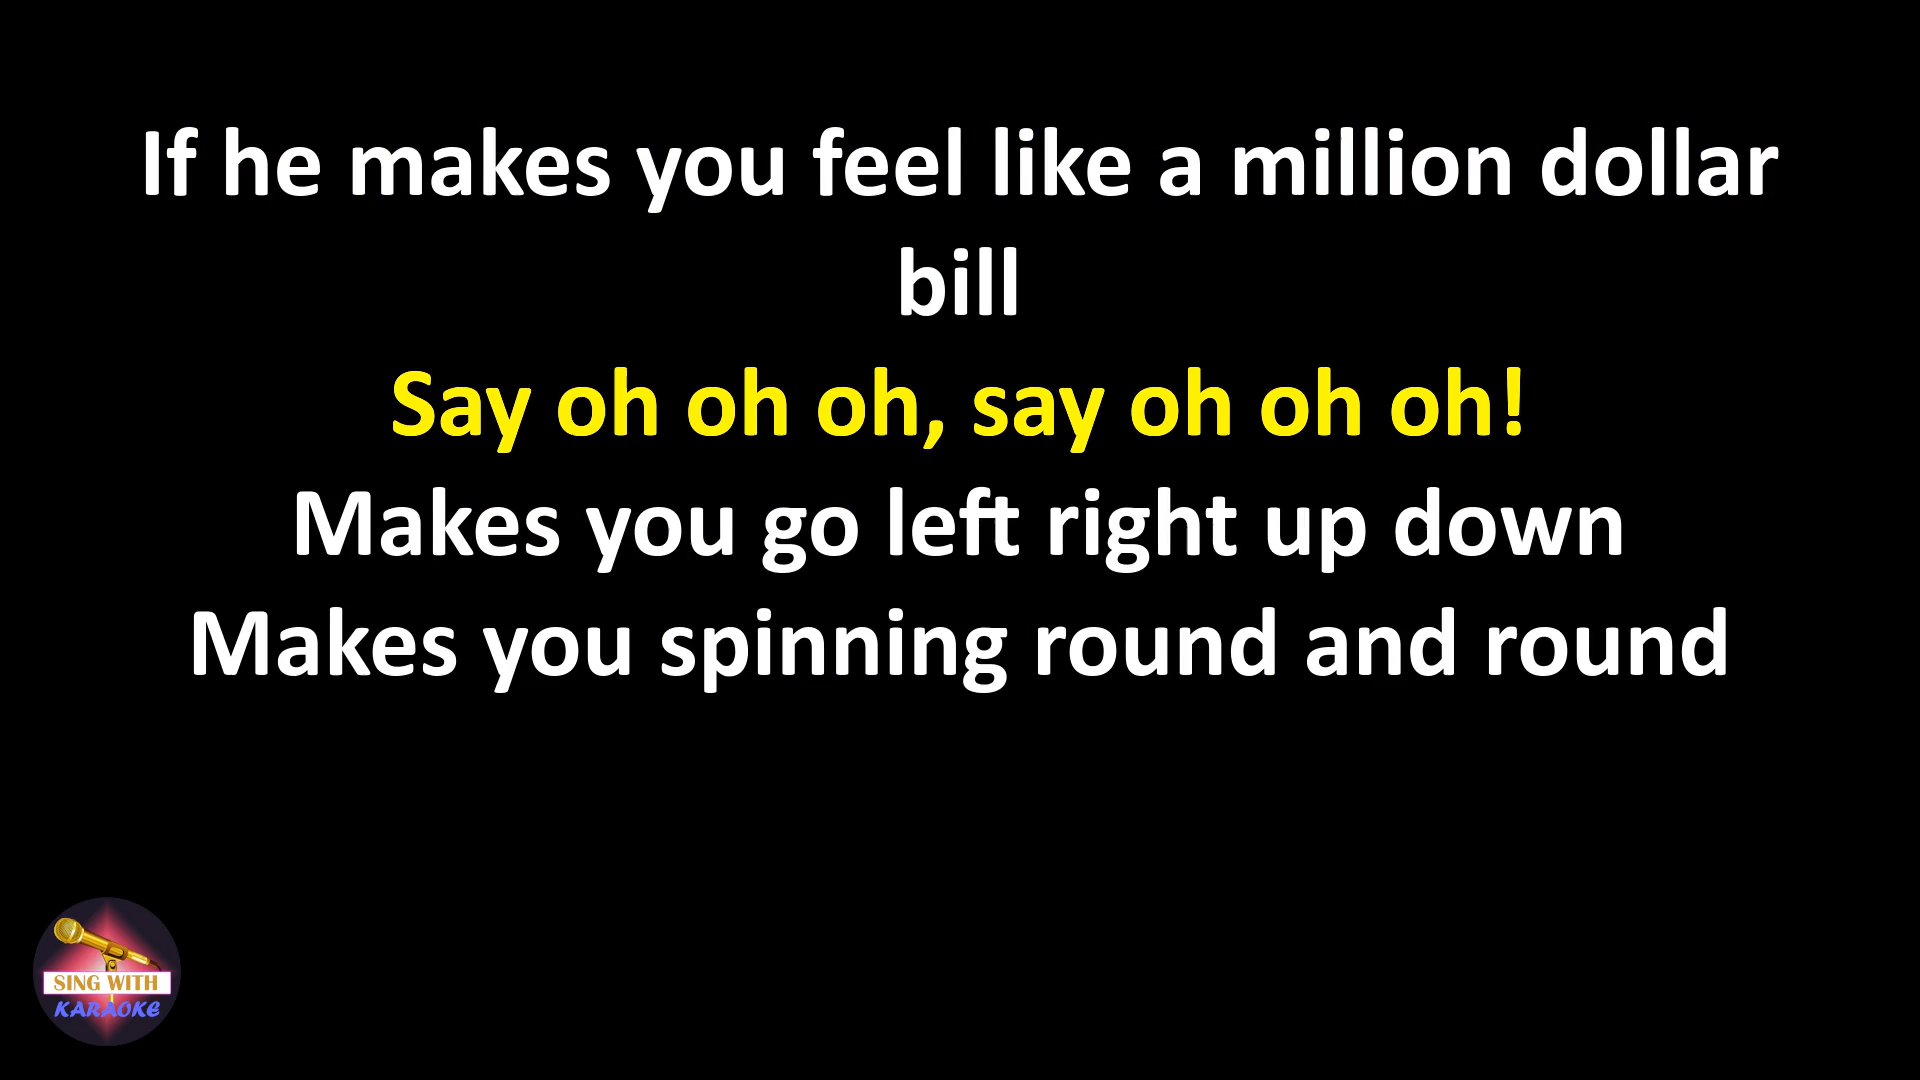 If he makes you feel like a million dollar
bill
Say oh oh oh, say oh oh oh!
Makes you go left right up down
Makes you spinning round and round
SING WITH
KARAOKE